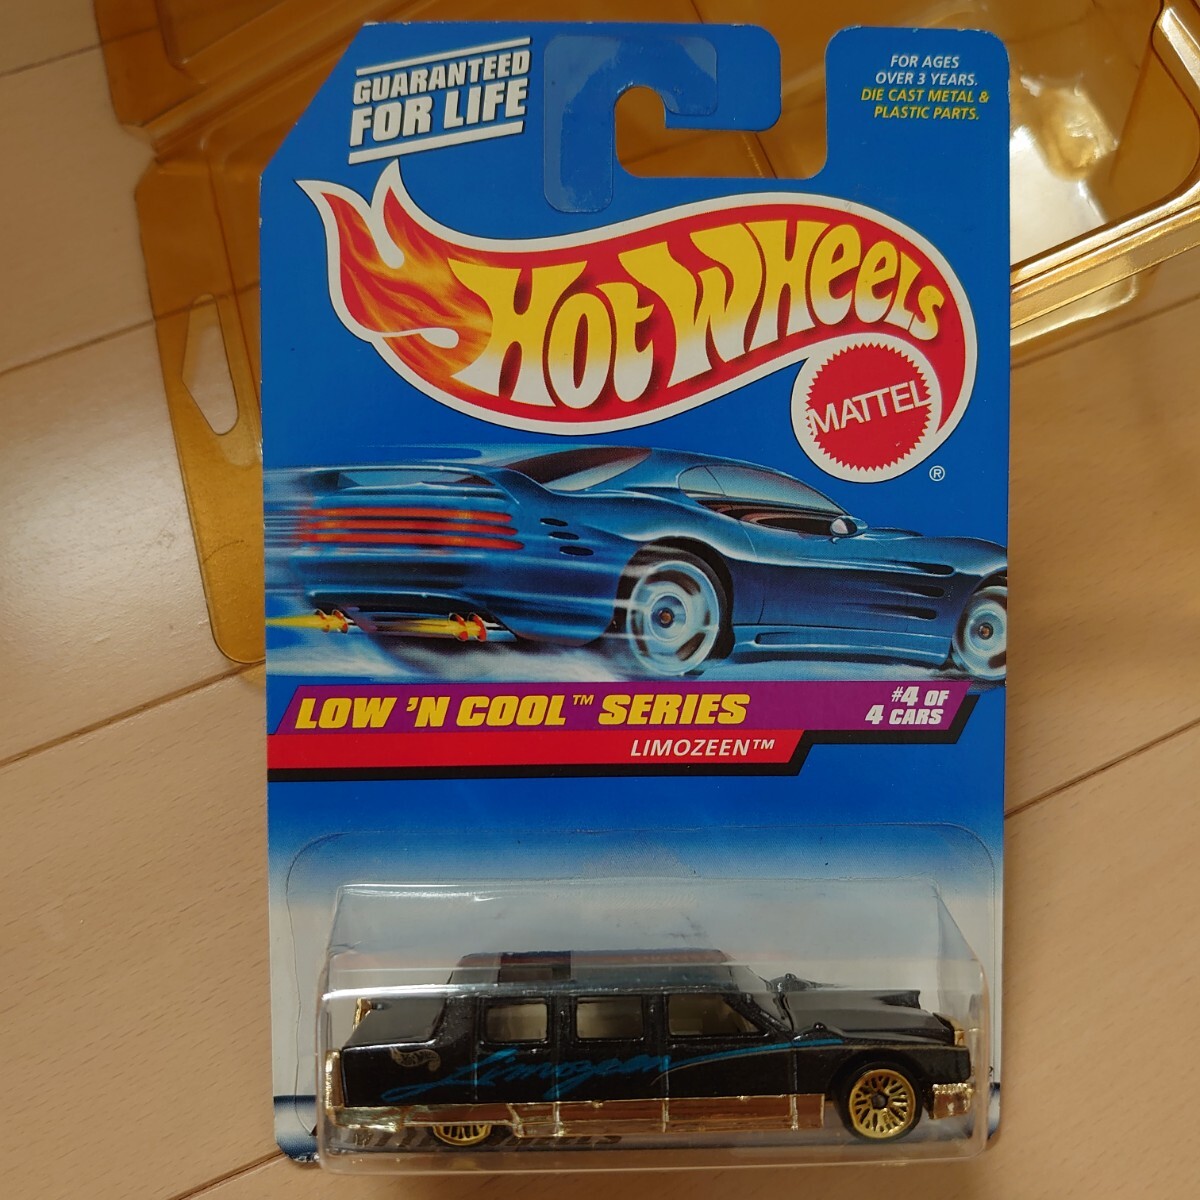 GUARANTEED
FOR LIFE
FOR AGES
OVER 3 YEARS.
DIE CAST METAL &
PLASTIC PARTS.
HOT WHEELS
MATTEL
®
LOW 'N COOL™ SERIES
#4 OF
4 CARS
LIMOZEEN™
Limozeen